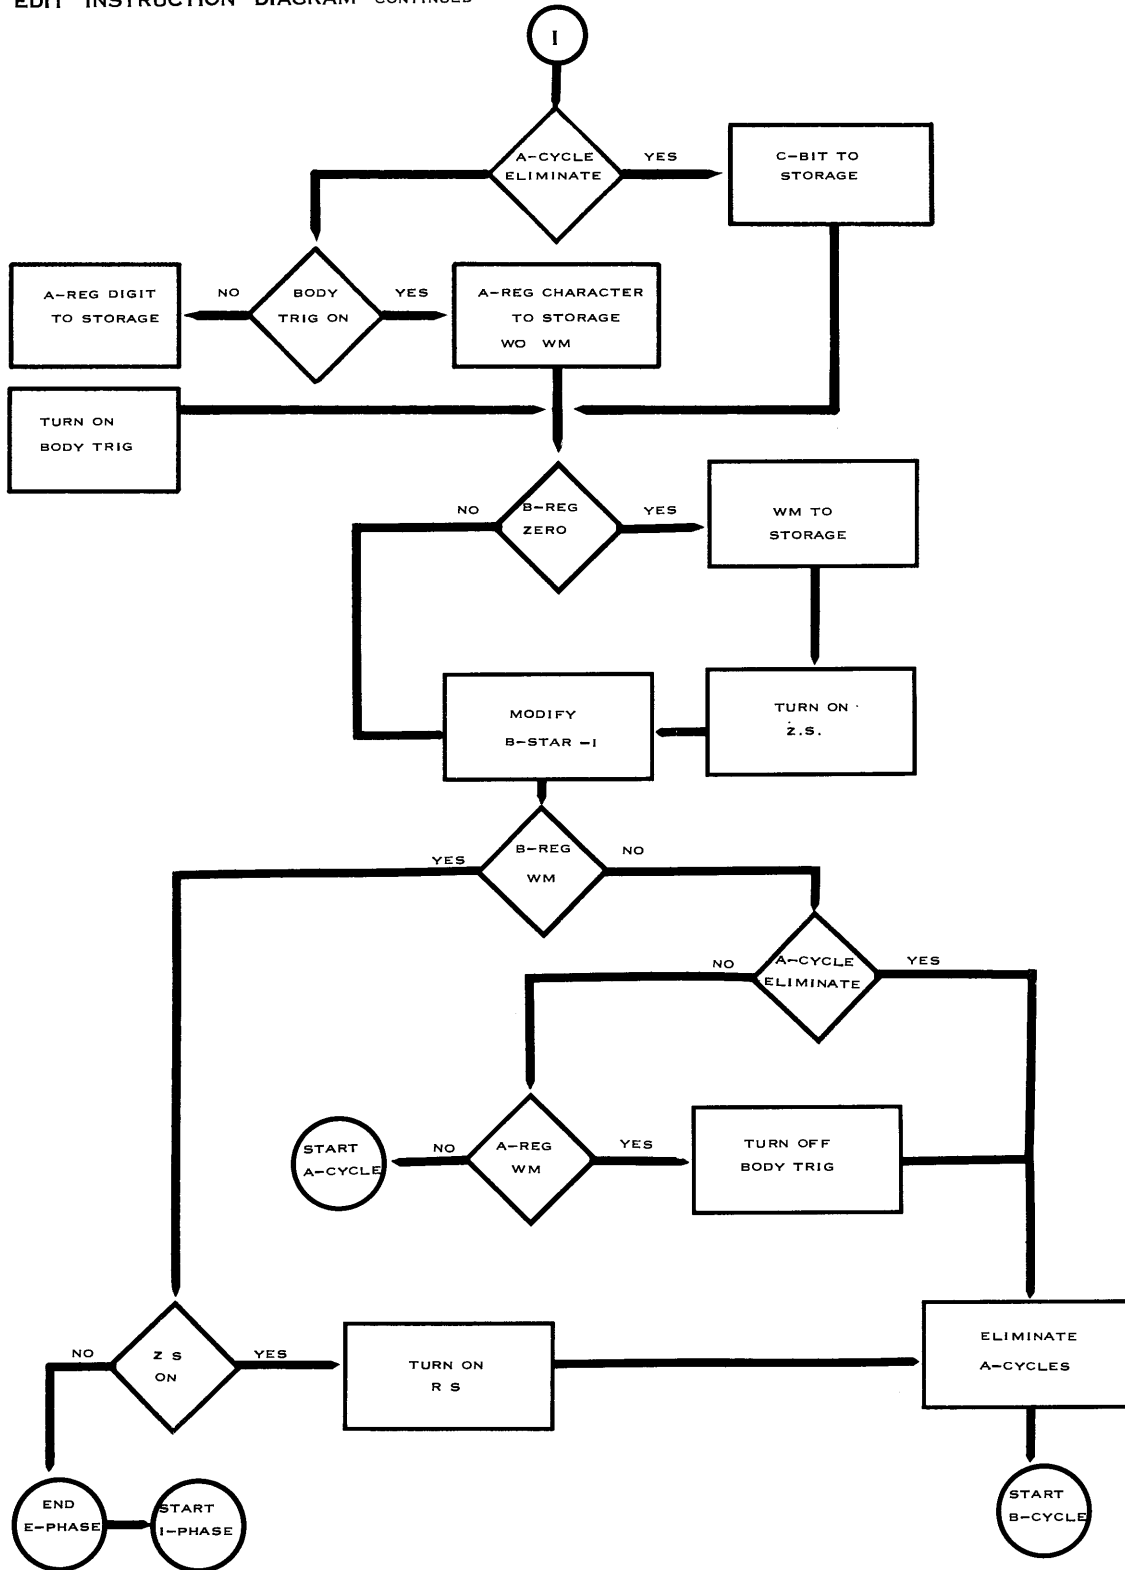 EDIT INSTRUCTION DIAGRAM CONTINUED
I
A-CYCLE
ELIMINATE
YES
C-BIT TO
STORAGE
A-REG DIGIT
TO STORAGE
NO
BODY
TRIG ON
YES
A-REG CHARACTER
TO STORAGE
WO WM
TURN ON
BODY TRIG
NO
B-REG
ZERO
YES
WM TO
STORAGE
MODIFY
B-STAR -1
TURN ON
Z.S.
YES
B-REG
WM
NO
NO
A-CYCLE
ELIMINATE
YES
START
A-CYCLE
NO
A-REG
WM
YES
TURN OFF
BODY TRIG
NO
Z S
ON
YES
TURN ON
R S
ELIMINATE
A-CYCLES
END
E-PHASE
START
I-PHASE
START
B-CYCLE